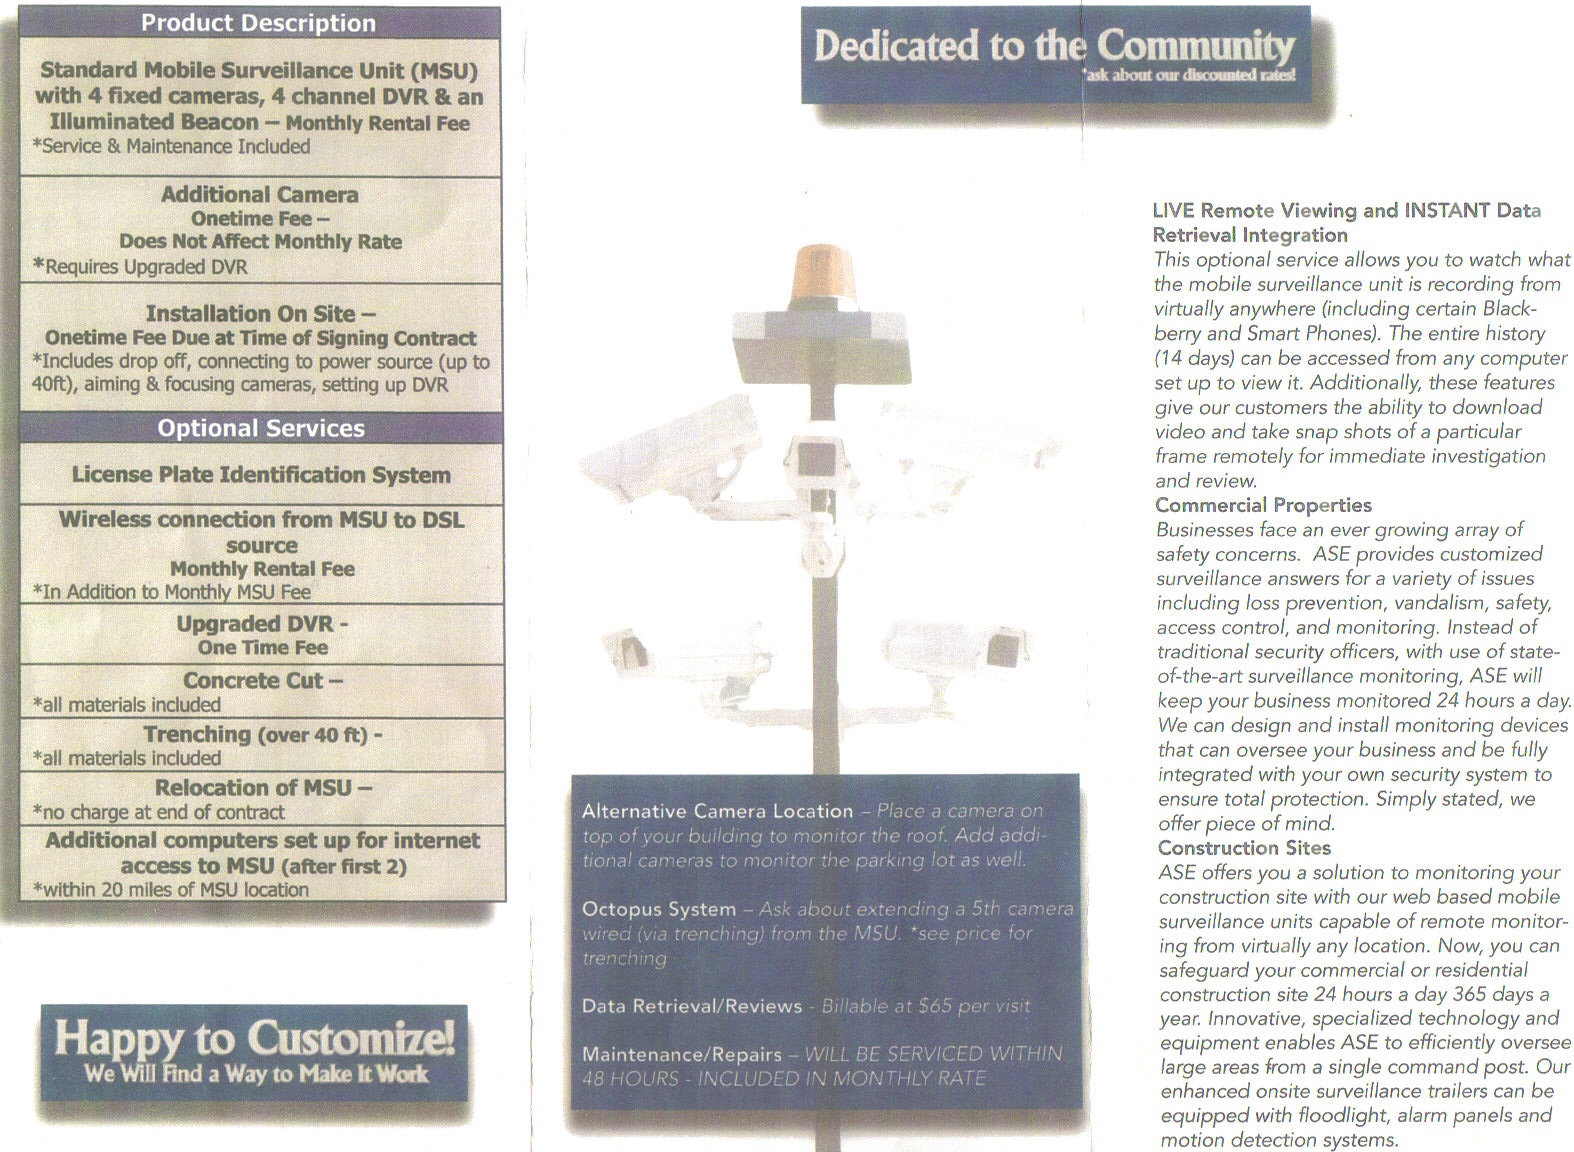 Product Description
Standard Mobile Surveillance Unit (MSU)
with 4 fixed cameras, 4 channel DVR & an
Illuminated Beacon – Monthly Rental Fee
*Service & Maintenance Included
Additional Camera
Onetime Fee –
Does Not Affect Monthly Rate
*Requires Upgraded DVR
Installation On Site –
Onetime Fee Due at Time of Signing Contract
*Includes drop off, connecting to power source (up to
40ft), aiming & focusing cameras, setting up DVR
Optional Services
License Plate Identification System
Wireless connection from MSU to DSL
source
Monthly Rental Fee
*In Addition to Monthly MSU Fee
Upgraded DVR -
One Time Fee
Concrete Cut –
*all materials included
Trenching (over 40 ft) -
*all materials included
Relocation of MSU –
*no charge at end of contract
Additional computers set up for internet
access to MSU (after first 2)
*within 20 miles of MSU location
Happy to Customize!
We Will Find a Way to Make It Work
Dedicated to the Community
*ask about our discounted rates!
Alternative Camera Location – Place a camera on
top of your building to monitor the roof. Add addi-
tional cameras to monitor the parking lot as well.
Octopus System – Ask about extending a 5th camera
wired (via trenching) from the MSU. *see price for
trenching
Data Retrieval/Reviews - Billable at $65 per visit
Maintenance/Repairs – WILL BE SERVICED WITHIN
48 HOURS - INCLUDED IN MONTHLY RATE
LIVE Remote Viewing and INSTANT Data
Retrieval Integration
This optional service allows you to watch what
the mobile surveillance unit is recording from
virtually anywhere (including certain Black-
berry and Smart Phones). The entire history
(14 days) can be accessed from any computer
set up to view it. Additionally, these features
give our customers the ability to download
video and take snap shots of a particular
frame remotely for immediate investigation
and review.
Commercial Properties
Businesses face an ever growing array of
safety concerns.  ASE provides customized
surveillance answers for a variety of issues
including loss prevention, vandalism, safety,
access control, and monitoring. Instead of
traditional security officers, with use of state-
of-the-art surveillance monitoring, ASE will
keep your business monitored 24 hours a day.
We can design and install monitoring devices
that can oversee your business and be fully
integrated with your own security system to
ensure total protection. Simply stated, we
offer piece of mind.
Construction Sites
ASE offers you a solution to monitoring your
construction site with our web based mobile
surveillance units capable of remote monitor-
ing from virtually any location. Now, you can
safeguard your commercial or residential
construction site 24 hours a day 365 days a
year. Innovative, specialized technology and
equipment enables ASE to efficiently oversee
large areas from a single command post. Our
enhanced onsite surveillance trailers can be
equipped with floodlight, alarm panels and
motion detection systems.